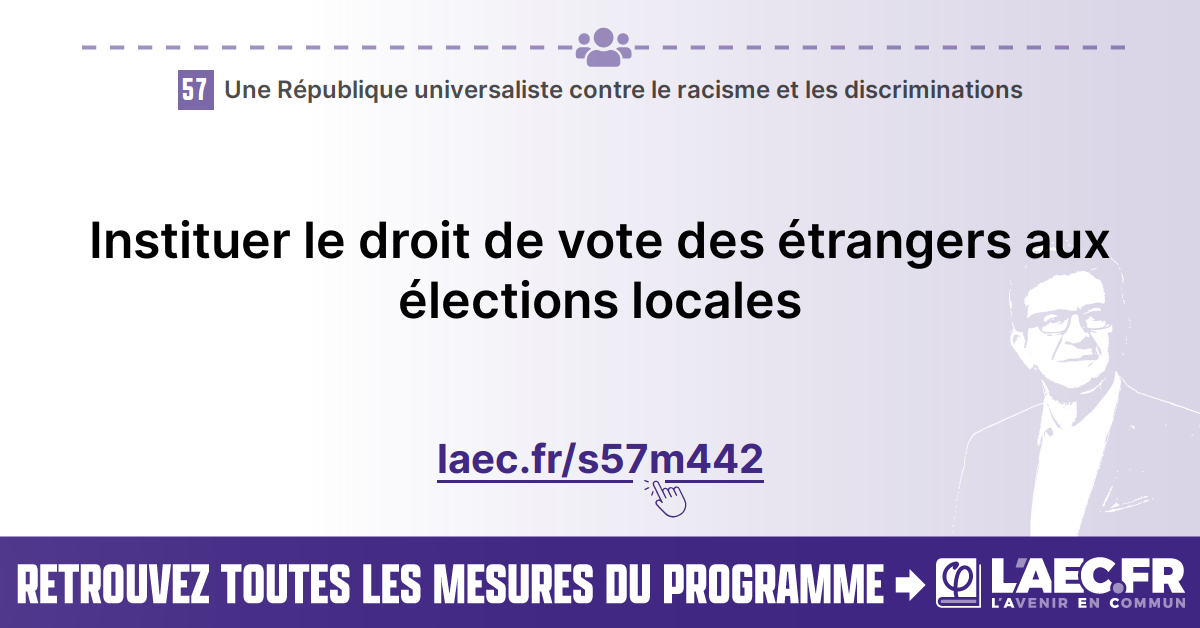 57 Une République universaliste contre le racisme et les discriminations
Instituer le droit de vote des étrangers aux
élections locales
laec.fr/s57m442
RETROUVEZ TOUTES LES MESURES DU PROGRAMME
L'AEC.FR
L'AVENIR EN COMMUN